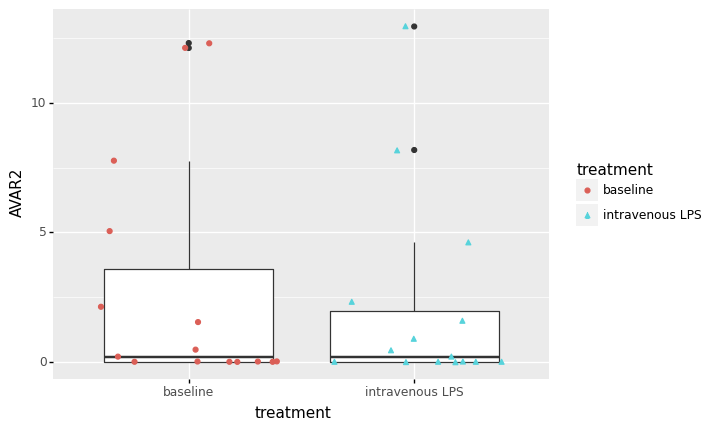 10
5
0
AVAR2
baseline
intravenous LPS
treatment
treatment
baseline
intravenous LPS